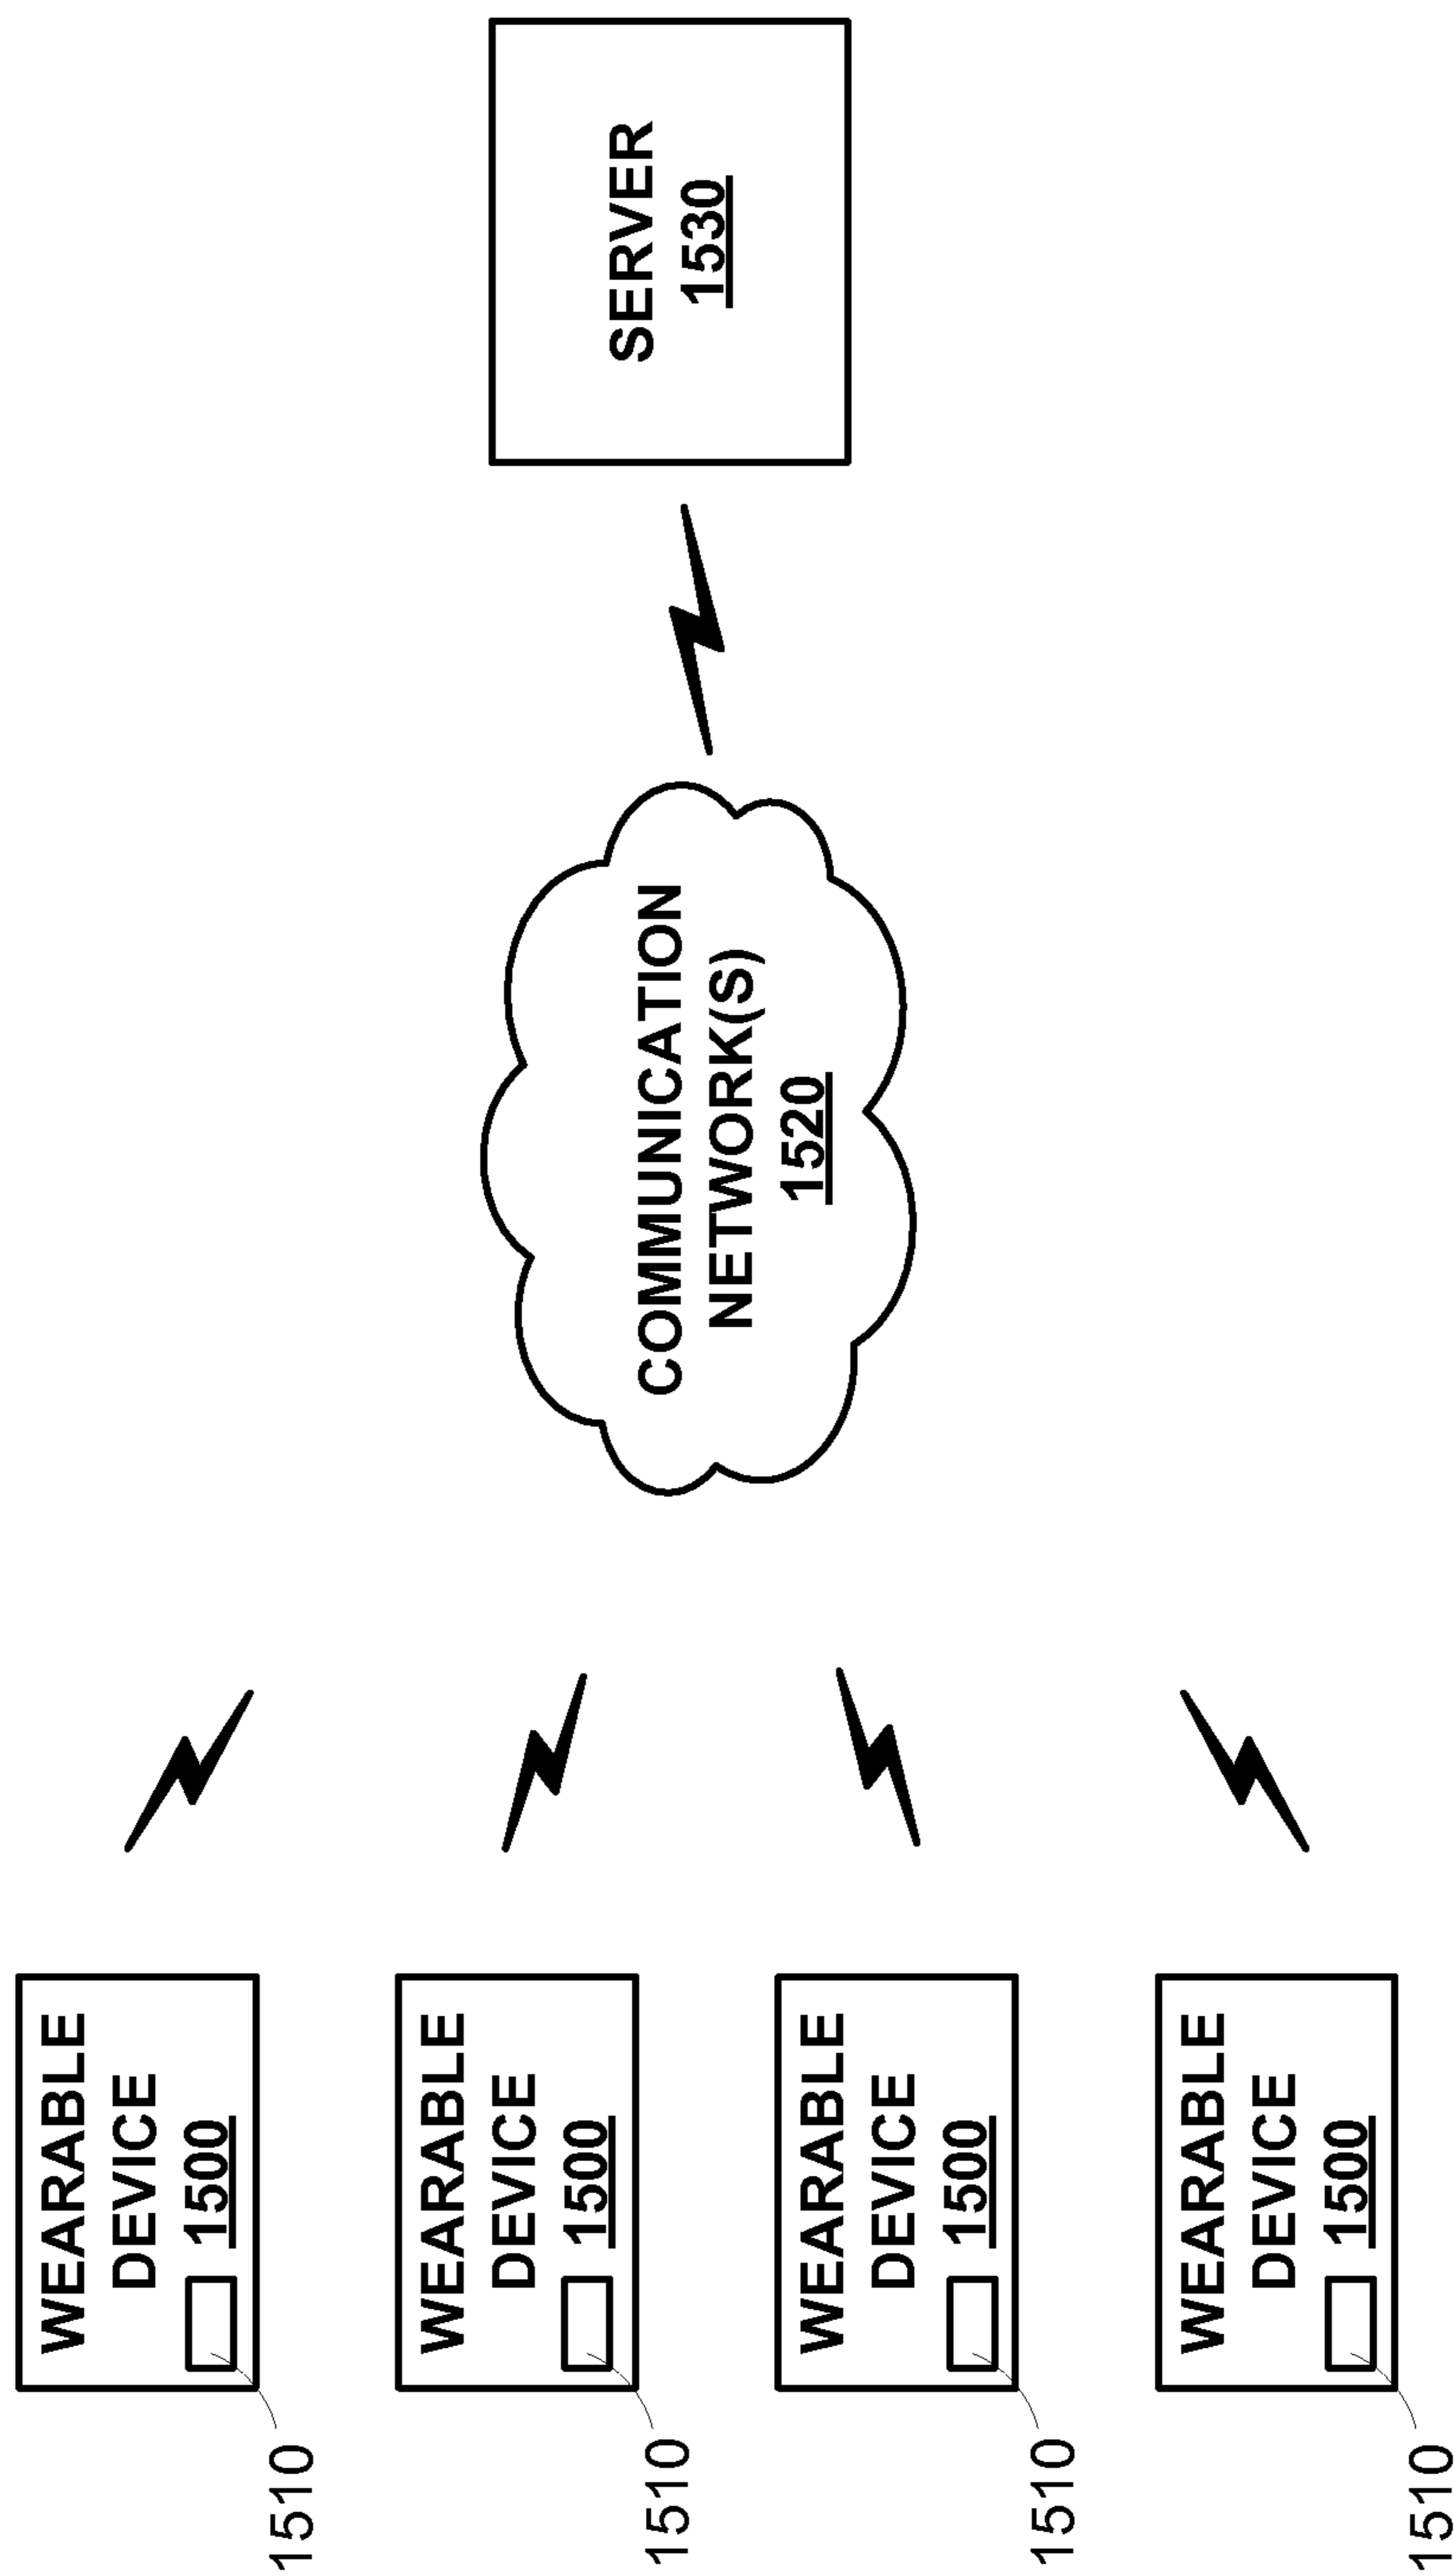 WEARABLE
DEVICE
1500
1510
WEARABLE
DEVICE
1500
1510
WEARABLE
DEVICE
1500
1510
WEARABLE
DEVICE
1500
1510
COMMUNICATION
NETWORK(S)
1520
SERVER
1530